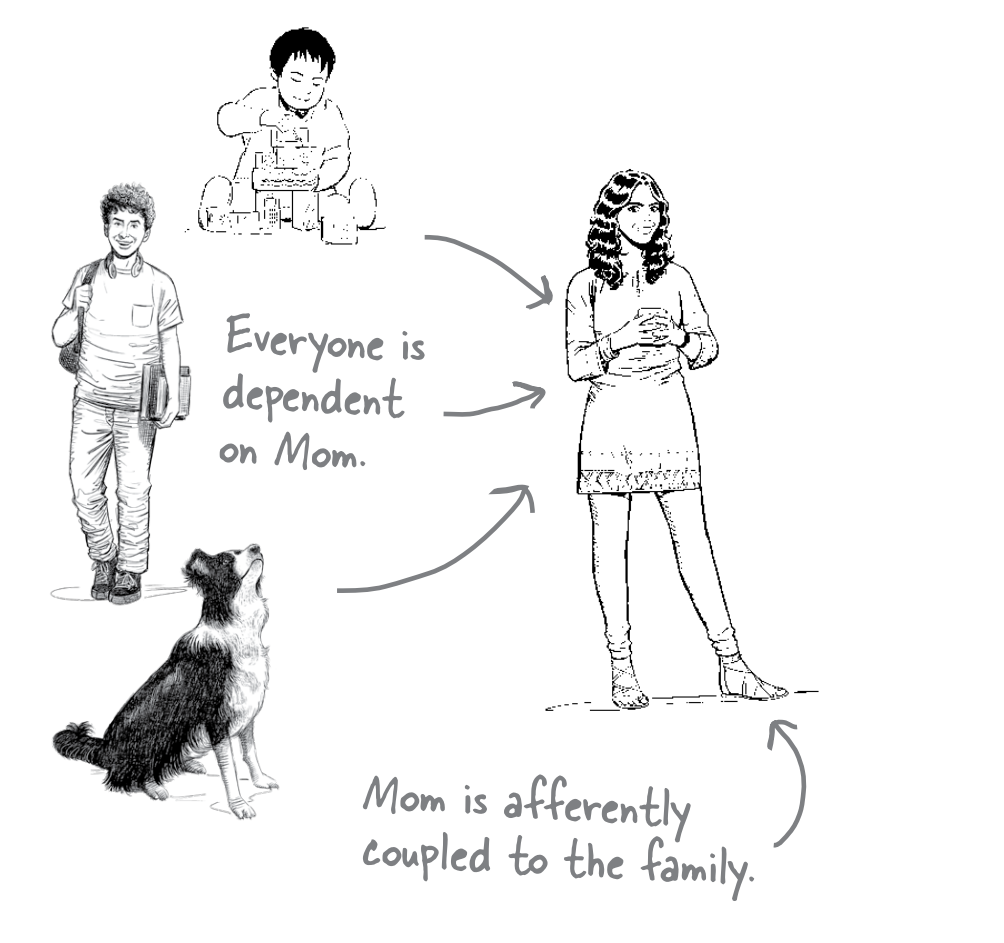 Everyone is
dependent
on Mom.
Mom is afferently
coupled to the family.